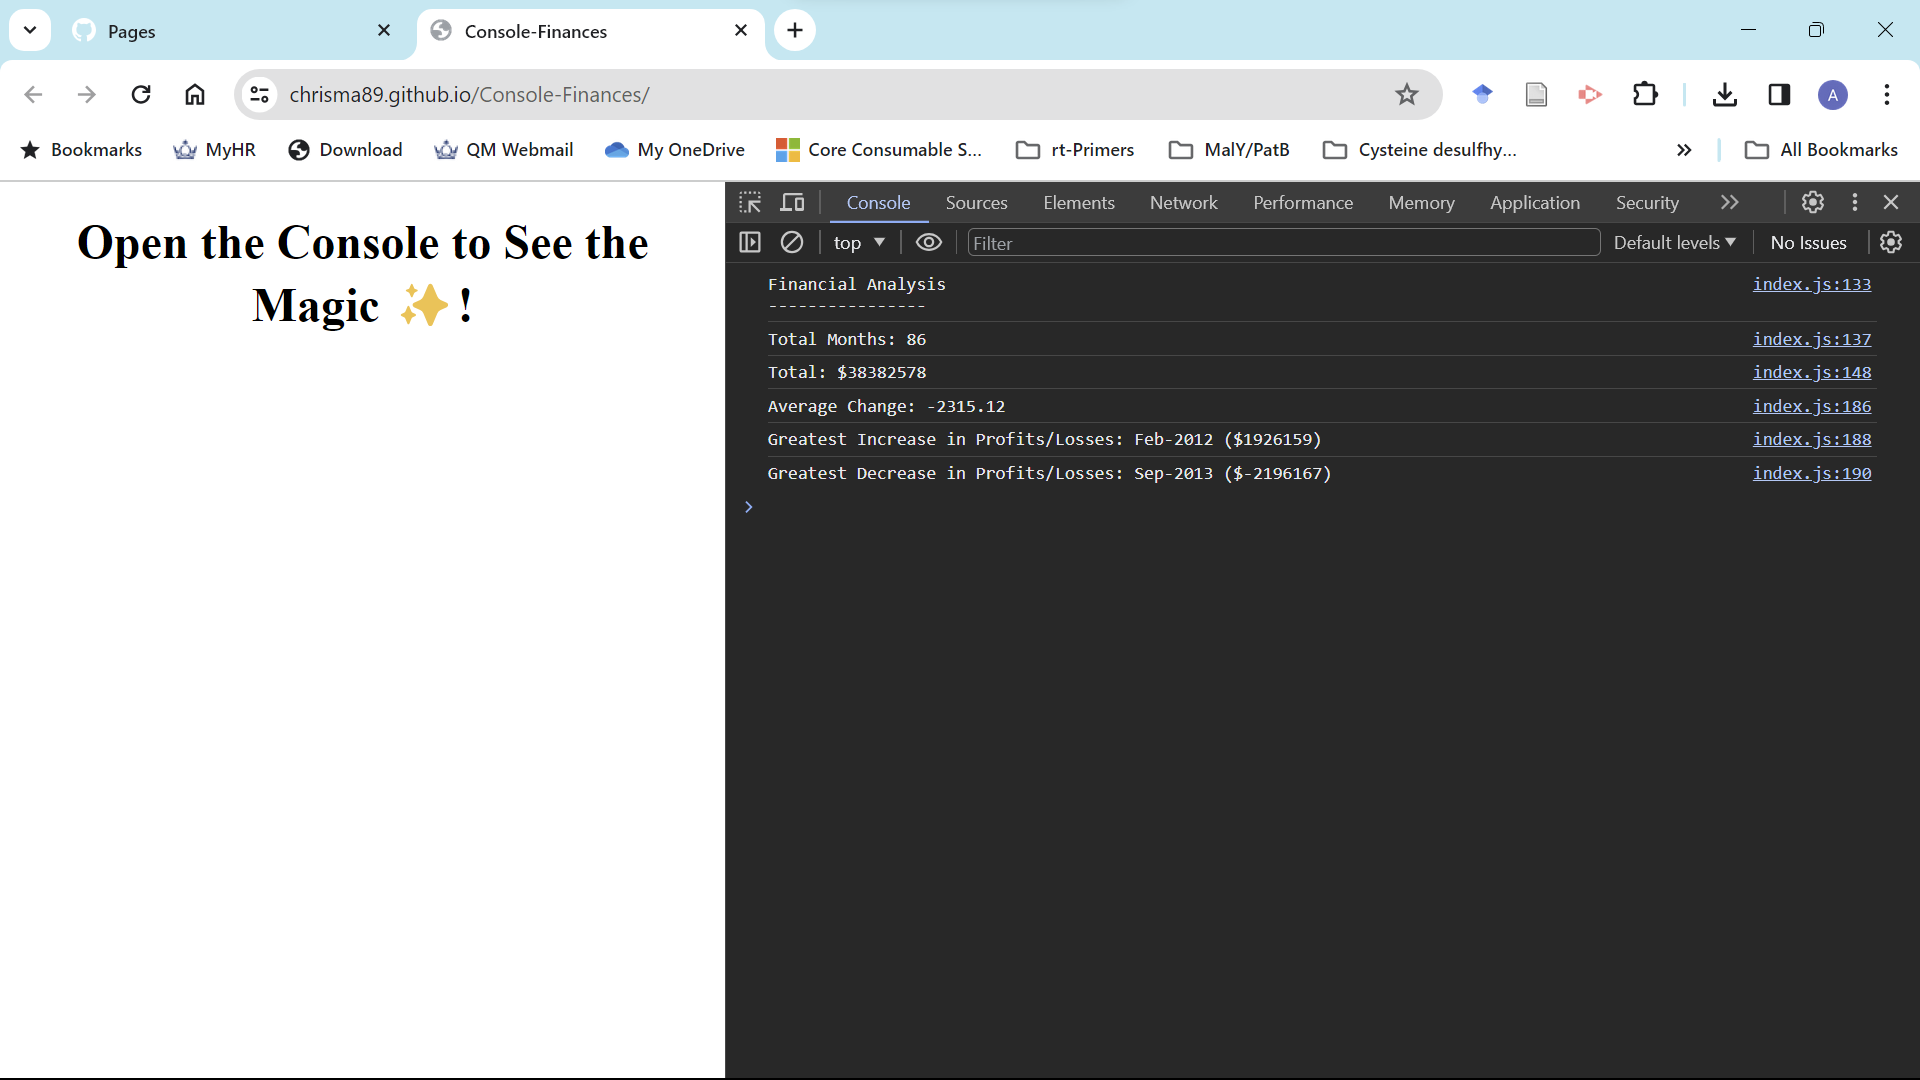 Pages
Console-Finances
chrisma89.github.io/Console-Finances/
A
Bookmarks
MyHR
Download
QM Webmail
My OneDrive
Core Consumable S...
rt-Primers
MalY/PatB
Cysteine desulfhy...
All Bookmarks
Open the Console to See the
Magic ✨ !
Console Sources Elements Network Performance Memory Application Security
top Filter Default levels No Issues
Financial Analysis index.js:133
----------------
Total Months: 86 index.js:137
Total: $38382578 index.js:148
Average Change: -2315.12 index.js:186
Greatest Increase in Profits/Losses: Feb-2012 ($1926159) index.js:188
Greatest Decrease in Profits/Losses: Sep-2013 ($-2196167) index.js:190